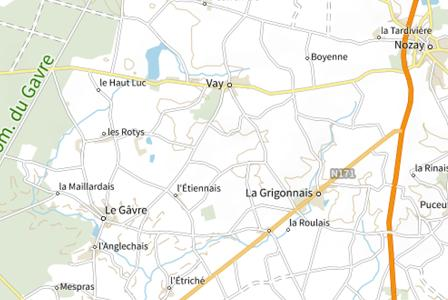 la Tardivière
Nozay
Boyenne
om. du Gavre
le Haut Luc
Vay
les Rotys
N171
la Rinais
la Maillardais
l'Étiennais
La Grigonnais
Puceu
Le Gâvre
la Roulais
l'Anglechais
l'Étriché
Mespras